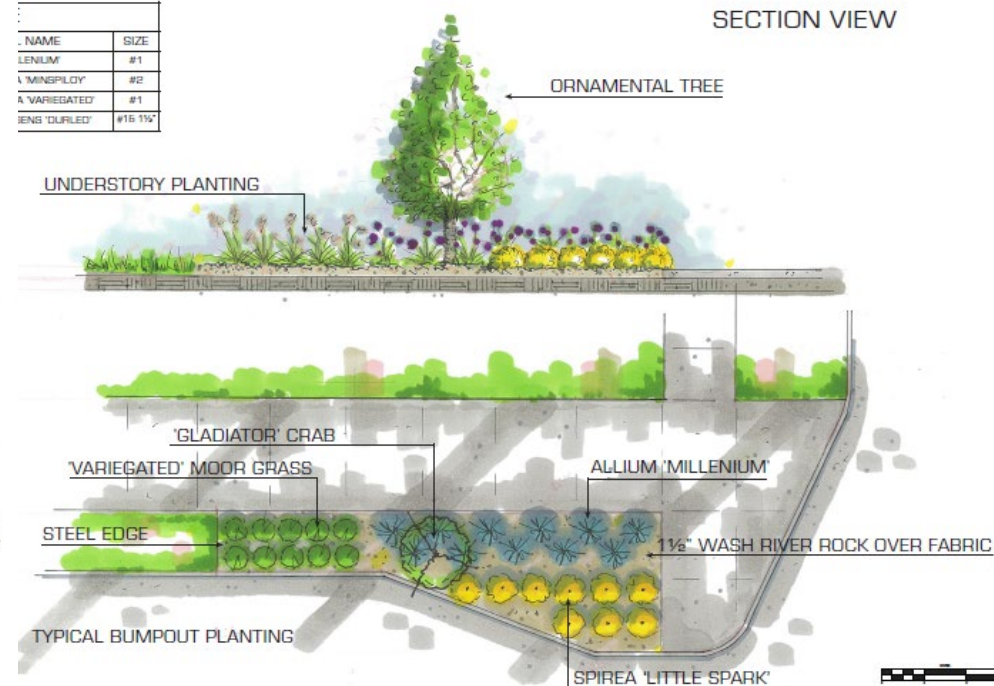 SECTION VIEW
NAME SIZE
LENIUM' #1
'MINSPILOY' #2
'VARIEGATED' #1
SENS 'DURLED' #15 1½"
ORNAMENTAL TREE
UNDERSTORY PLANTING
'GLADIATOR' CRAB
'VARIEGATED' MOOR GRASS
ALLIUM 'MILLENIUM'
STEEL EDGE
1½" WASH RIVER ROCK OVER FABRIC
TYPICAL BUMPOUT PLANTING
SPIREA 'LITTLE SPARK'